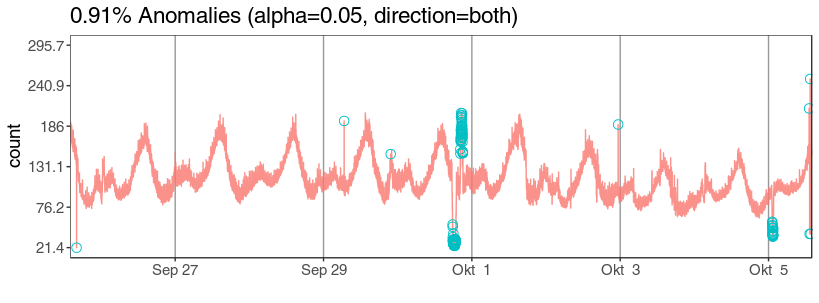 0.91% Anomalies (alpha=0.05, direction=both)
295.7
240.9
186
131.1
76.2
21.4
count
Sep 27
Sep 29
Okt 1
Okt 3
Okt 5